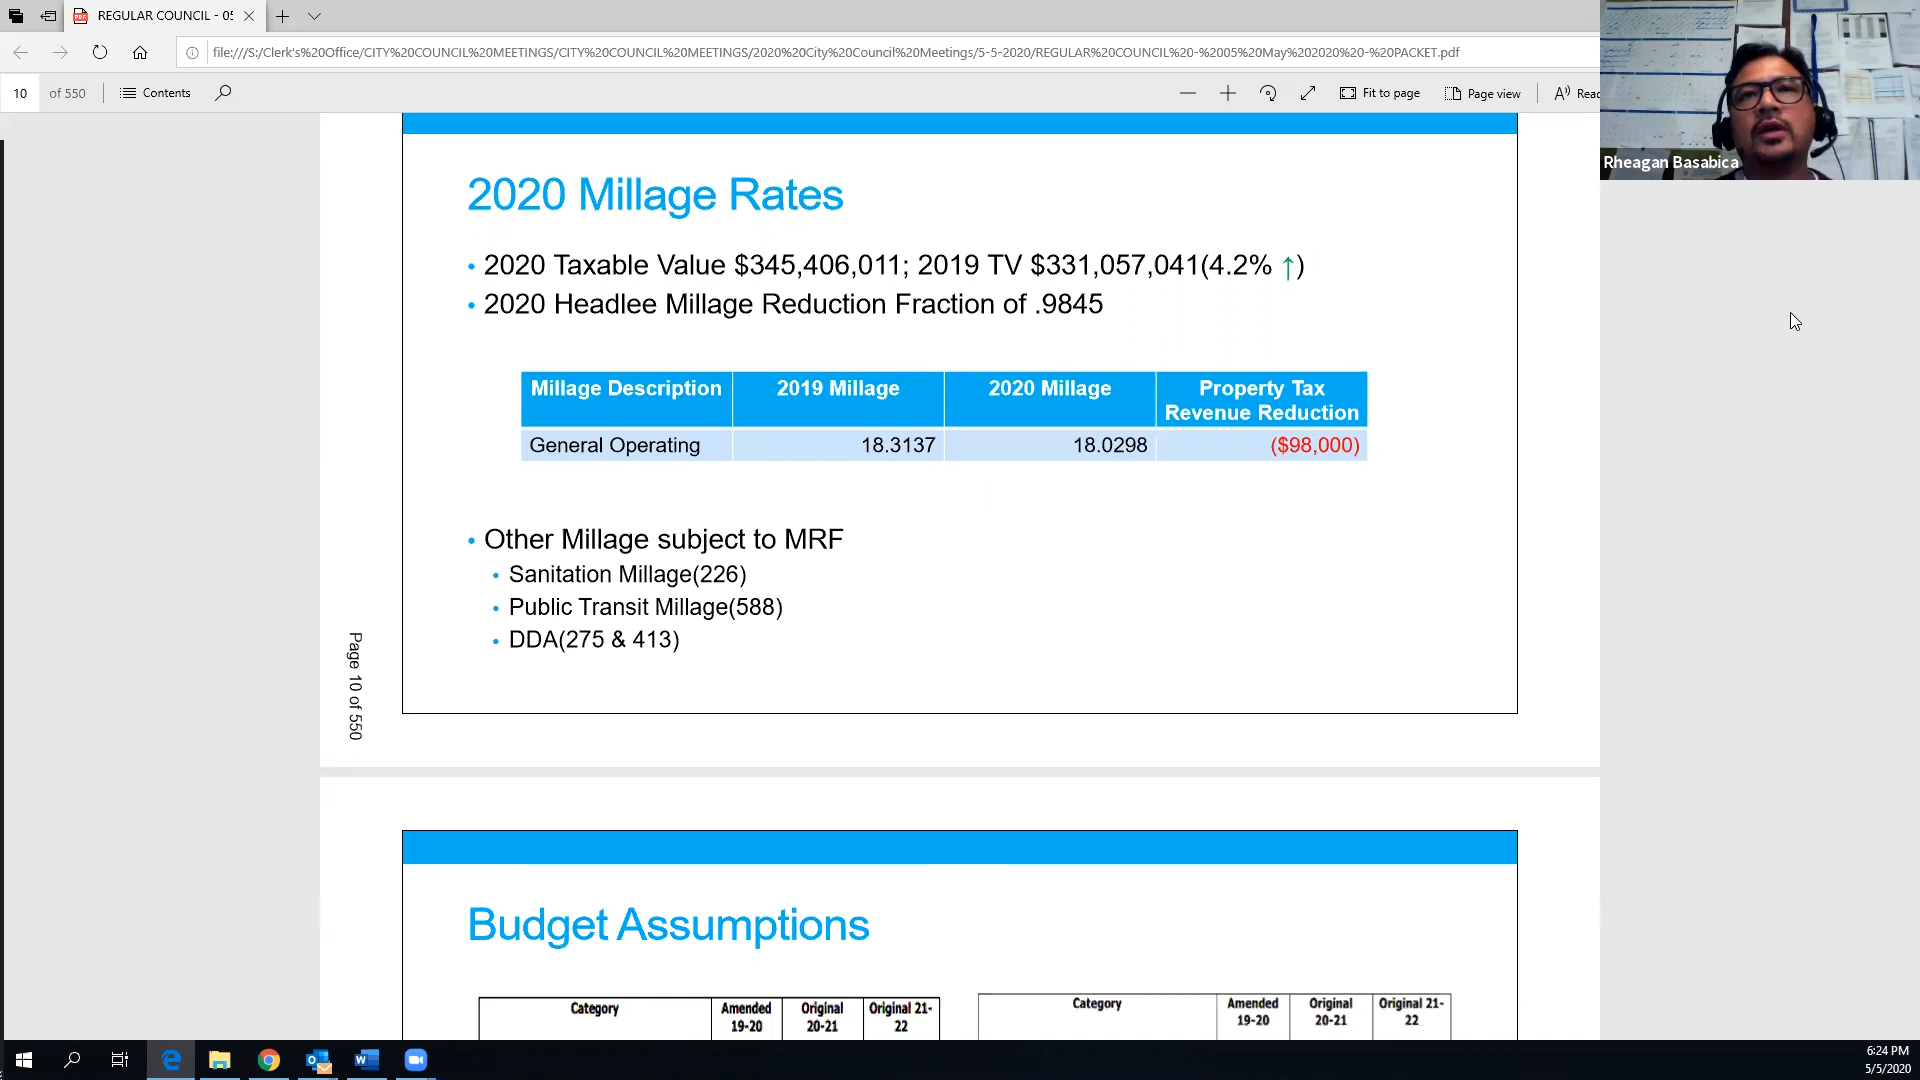 REGULAR COUNCIL - 05
file:///S:/Clerk's%20Office/CITY%20COUNCIL%20MEETINGS/CITY%20COUNCIL%20MEETINGS/2020%20City%20Council%20Meetings/5-5-2020/REGULAR%20COUNCIL%20-%2005%20May%202020%20-%20PACKET.pdf
10 of 550 Contents Fit to page Page view Read
Rheagan Basabica
2020 Millage Rates
• 2020 Taxable Value $345,406,011; 2019 TV $331,057,041(4.2% ↑)
• 2020 Headlee Millage Reduction Fraction of .9845
Millage Description 2019 Millage 2020 Millage Property Tax
Revenue Reduction
General Operating 18.3137 18.0298 ($98,000)
• Other Millage subject to MRF
• Sanitation Millage(226)
• Public Transit Millage(588)
• DDA(275 & 413)
Page 10 of 550
Budget Assumptions
Category Amended Original Original 21-
19-20 20-21 22
Category Amended Original Original 21-
19-20 20-21 22
6:24 PM
5/5/2020